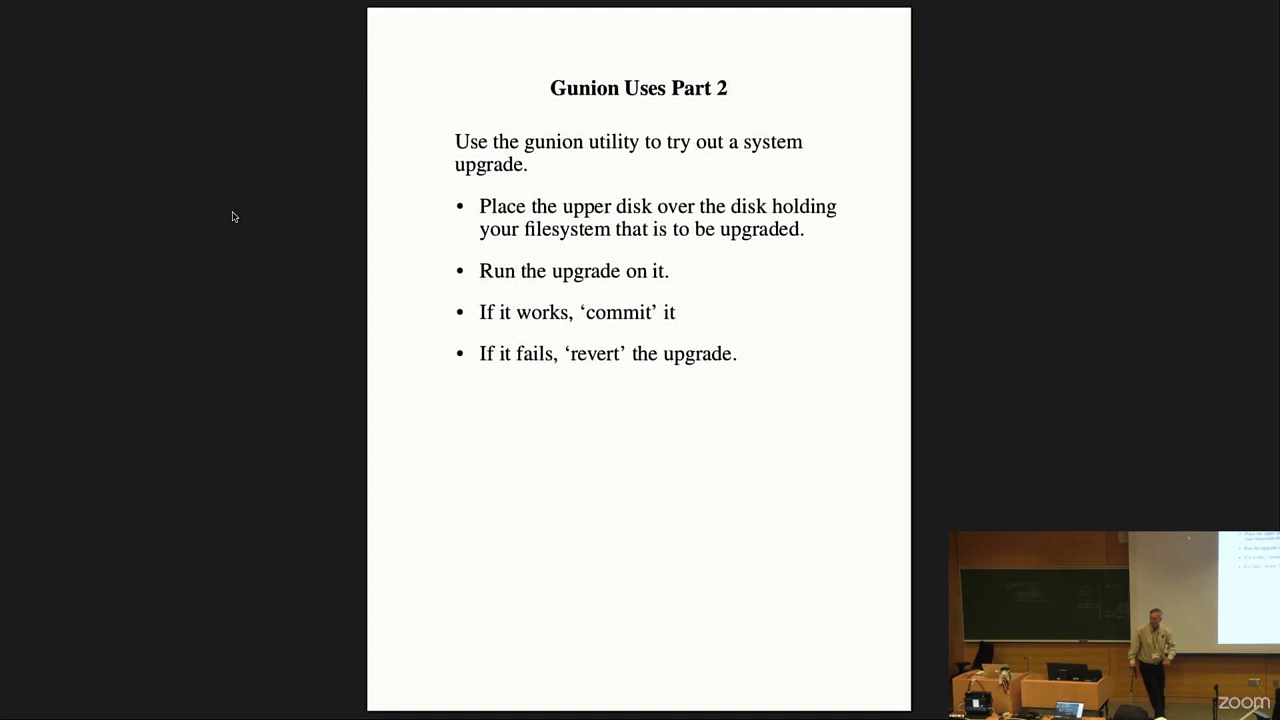 Gunion Uses Part 2
Use the gunion utility to try out a system
upgrade.
• Place the upper disk over the disk holding
your filesystem that is to be upgraded.
• Run the upgrade on it.
• If it works, ‘commit’ it
• If it fails, ‘revert’ the upgrade.
zoom